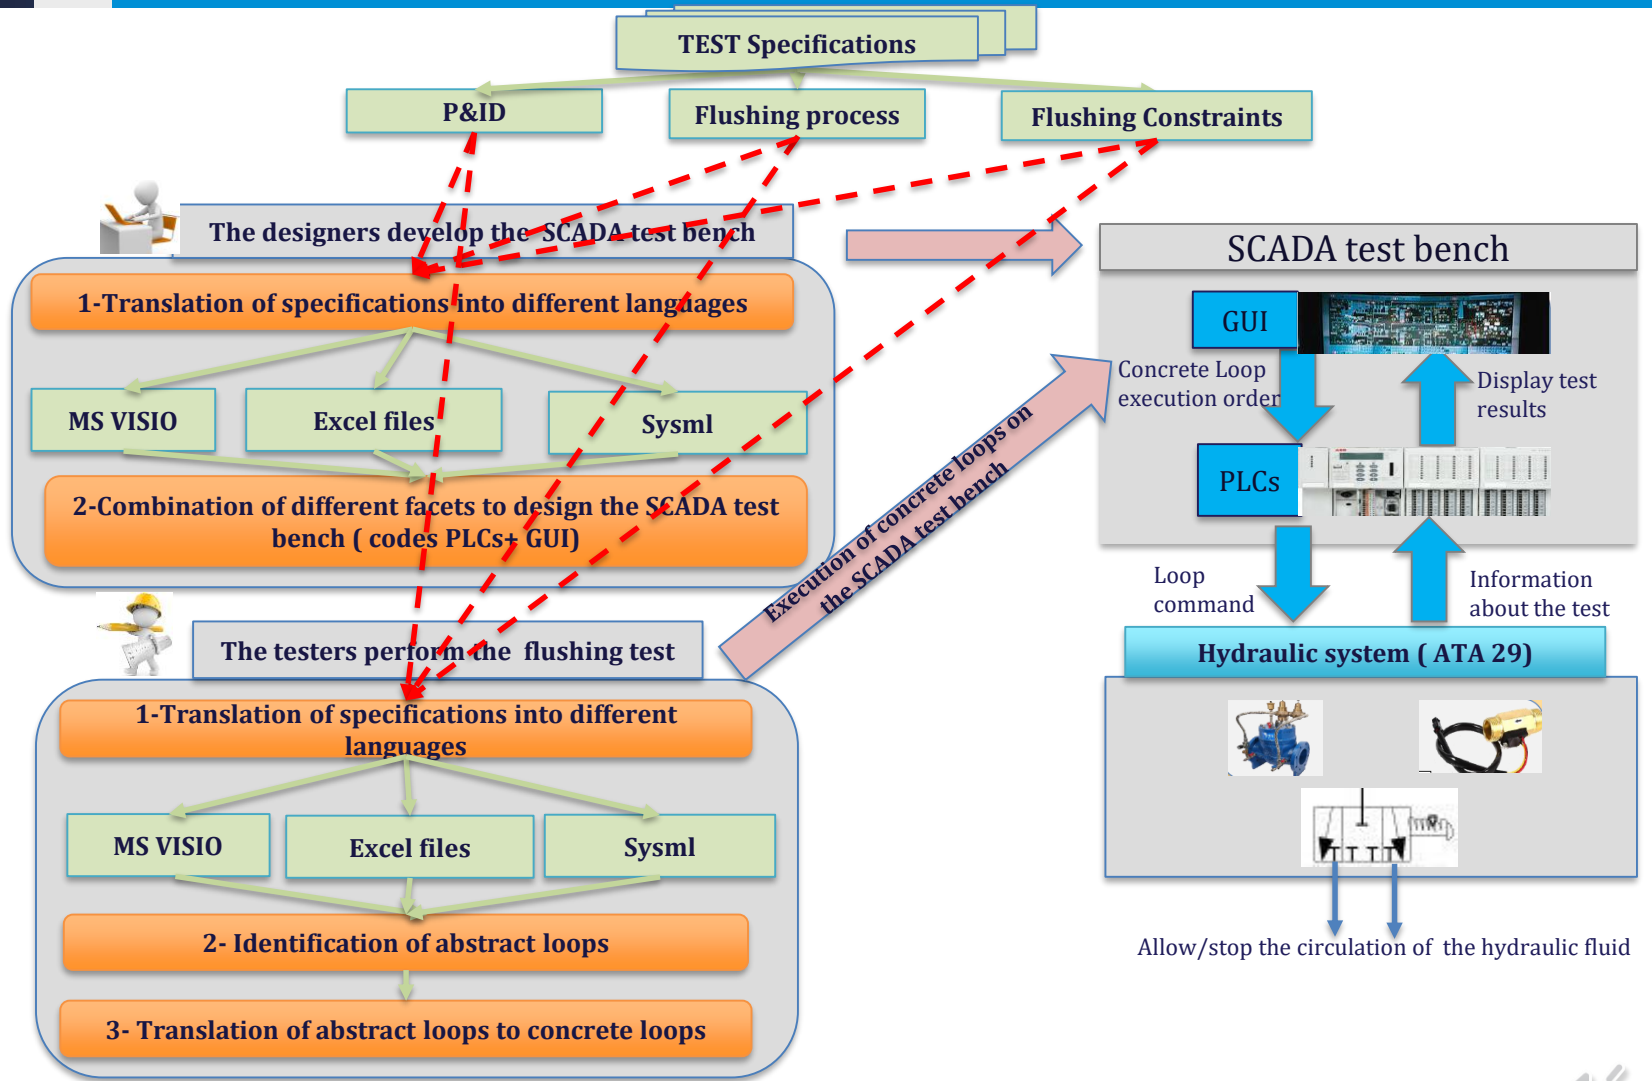 TEST Specifications
P&ID
Flushing process
Flushing Constraints
The designers develop the SCADA test bench
1-Translation of specifications into different languages
MS VISIO
Excel files
Sysml
2-Combination of different facets to design the SCADA test
bench ( codes PLCs+ GUI)
The testers perform the flushing test
1-Translation of specifications into different
languages
MS VISIO
Excel files
Sysml
2- Identification of abstract loops
3- Translation of abstract loops to concrete loops
Execution of concrete loops on
the SCADA test bench
SCADA test bench
GUI
Concrete Loop
execution order
Display test
results
PLCs
Loop
command
Information
about the test
Hydraulic system ( ATA 29)
Allow/stop the circulation of the hydraulic fluid